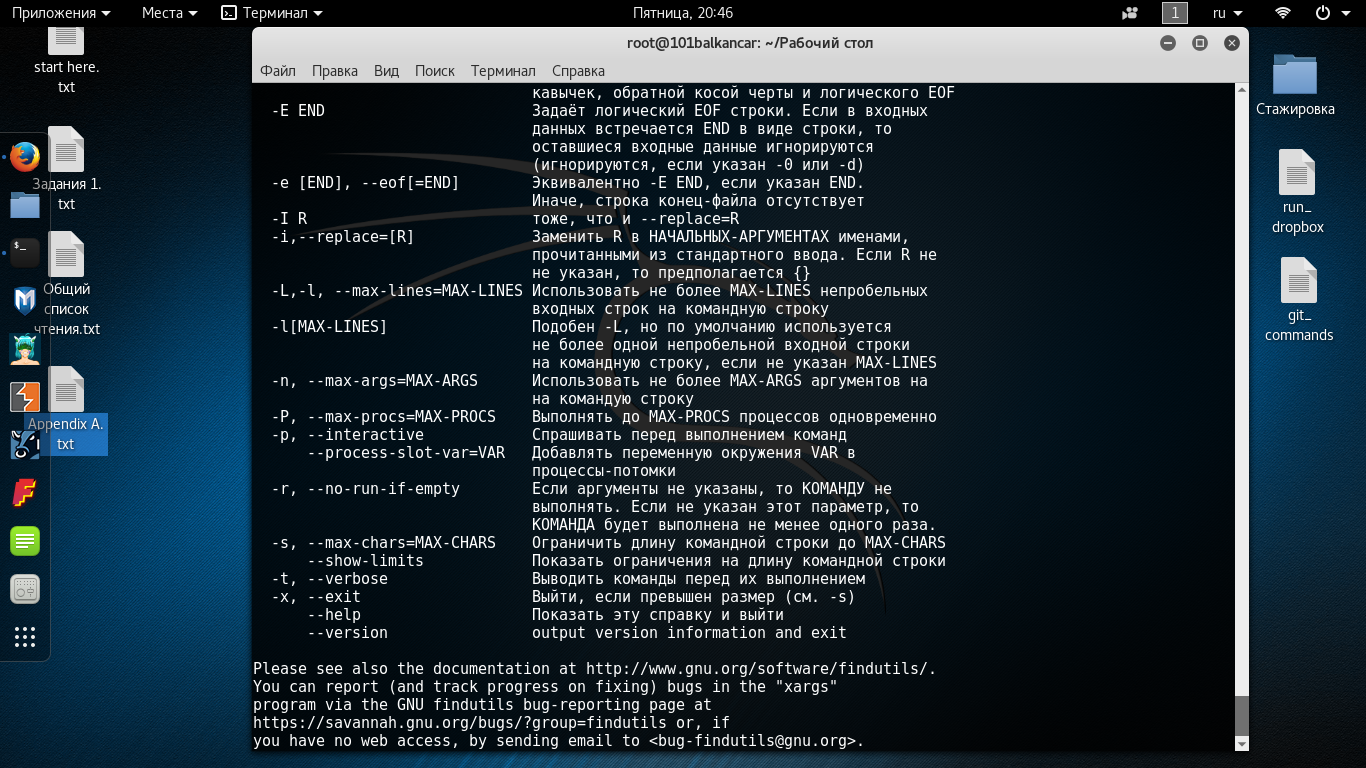 Приложения Места Терминал Пятница, 20:46 1 ru
root@101balkancar: ~/Рабочий стол
Файл Правка Вид Поиск Терминал Справка
кавычек, обратной косой черты и логического EOF
-E END Задаёт логический EOF строки. Если в входных
данных встречается END в виде строки, то
оставшиеся входные данные игнорируются
(игнорируются, если указан -0 или -d)
-e [END], --eof[=END] Эквивалентно -E END, если указан END.
Иначе, строка конец-файла отсутствует
-I R тоже, что и --replace=R
-i,--replace=[R] Заменить R в НАЧАЛЬНЫХ-АРГУМЕНТАХ именами,
прочитанными из стандартного ввода. Если R не
не указан, то предполагается {}
-L,-l, --max-lines=MAX-LINES Использовать не более MAX-LINES непробельных
входных строк на командную строку
-l[MAX-LINES] Подобен -L, но по умолчанию используется
не более одной непробельной входной строки
на командную строку, если не указан MAX-LINES
-n, --max-args=MAX-ARGS Использовать не более MAX-ARGS аргументов на
на командую строку
-P, --max-procs=MAX-PROCS Выполнять до MAX-PROCS процессов одновременно
-p, --interactive Спрашивать перед выполнением команд
--process-slot-var=VAR Добавлять переменную окружения VAR в
процессы-потомки
-r, --no-run-if-empty Если аргументы не указаны, то КОМАНДУ не
выполнять. Если не указан этот параметр, то
КОМАНДА будет выполнена не менее одного раза.
-s, --max-chars=MAX-CHARS Ограничить длину командной строки до MAX-CHARS
--show-limits Показать ограничения на длину командной строки
-t, --verbose Выводить команды перед их выполнением
-x, --exit Выйти, если превышен размер (см. -s)
--help Показать эту справку и выйти
--version output version information and exit
Please see also the documentation at http://www.gnu.org/software/findutils/.
You can report (and track progress on fixing) bugs in the "xargs"
program via the GNU findutils bug-reporting page at
https://savannah.gnu.org/bugs/?group=findutils or, if
you have no web access, by sending email to <bug-findutils@gnu.org>.
start here.
txt
Задания 1.
txt
Общий
список
чтения.txt
Appendix A.
txt
Стажировка
run_
dropbox
git_
commands